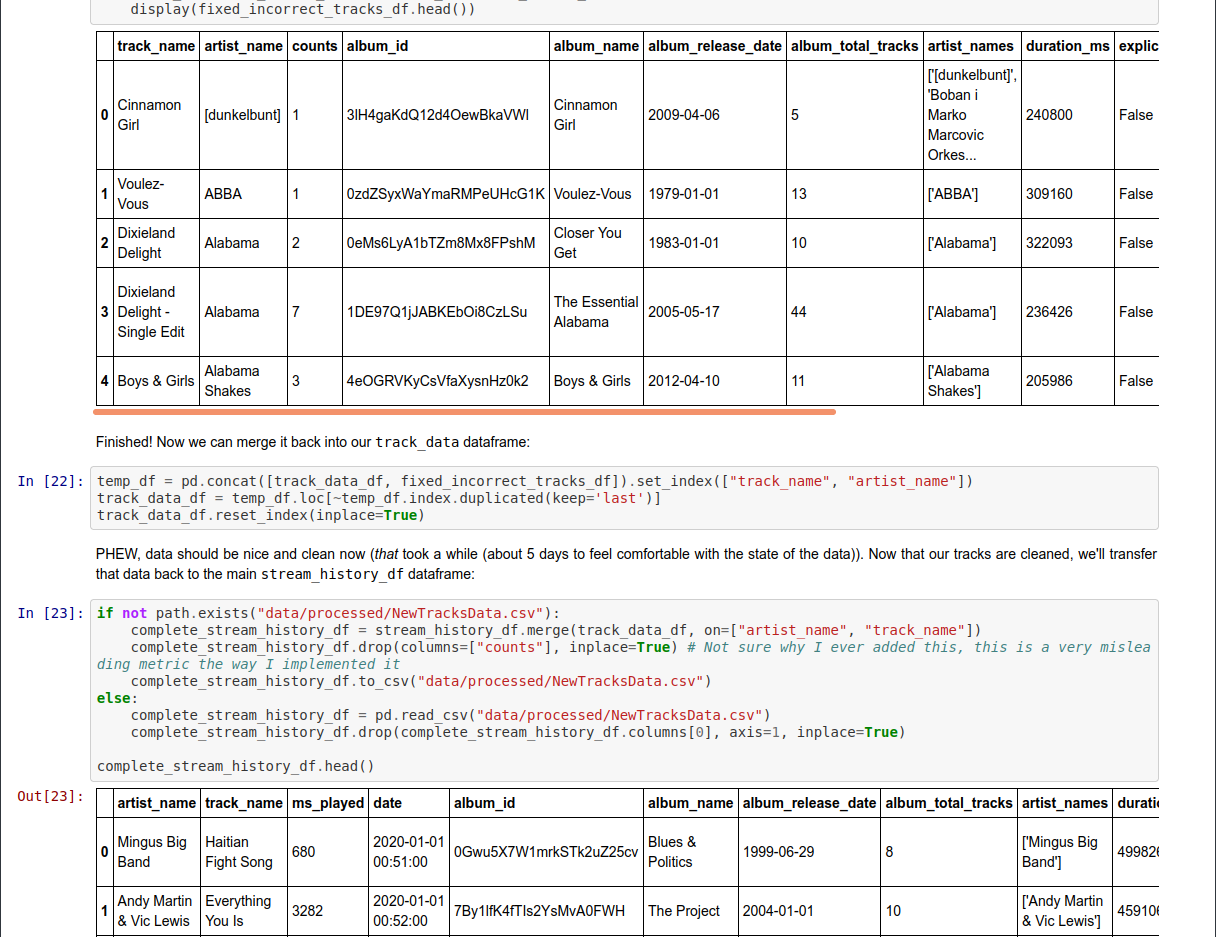 display(fixed_incorrect_tracks_df.head())
track_name artist_name counts album_id album_name album_release_date album_total_tracks artist_names duration_ms explic
0 Cinnamon Girl [dunkelbunt] 1 3lH4gaKdQ12d4OewBkaVWl Cinnamon Girl 2009-04-06 5 ['[dunkelbunt]', 'Boban i Marko Marcovic Orkes... 240800 False
1 Voulez-Vous ABBA 1 0zdZSyxWaYmaRMPeUHcG1K Voulez-Vous 1979-01-01 13 ['ABBA'] 309160 False
2 Dixieland Delight Alabama 2 0eMs6LyA1bTZm8Mx8FPshM Closer You Get 1983-01-01 10 ['Alabama'] 322093 False
3 Dixieland Delight - Single Edit Alabama 7 1DE97Q1jJABKEbOi8CzLSu The Essential Alabama 2005-05-17 44 ['Alabama'] 236426 False
4 Boys & Girls Alabama Shakes 3 4eOGRVKyCsVfaXysnHz0k2 Boys & Girls 2012-04-10 11 ['Alabama Shakes'] 205986 False
Finished! Now we can merge it back into our track_data dataframe:
In [22]: temp_df = pd.concat([track_data_df, fixed_incorrect_tracks_df]).set_index(["track_name", "artist_name"])
track_data_df = temp_df.loc[~temp_df.index.duplicated(keep='last')]
track_data_df.reset_index(inplace=True)
PHEW, data should be nice and clean now (that took a while (about 5 days to feel comfortable with the state of the data)). Now that our tracks are cleaned, we'll transfer
that data back to the main stream_history_df dataframe:
In [23]: if not path.exists("data/processed/NewTracksData.csv"):
complete_stream_history_df = stream_history_df.merge(track_data_df, on=["artist_name", "track_name"])
complete_stream_history_df.drop(columns=["counts"], inplace=True) # Not sure why I ever added this, this is a very mislea
ding metric the way I implemented it
complete_stream_history_df.to_csv("data/processed/NewTracksData.csv")
else:
complete_stream_history_df = pd.read_csv("data/processed/NewTracksData.csv")
complete_stream_history_df.drop(complete_stream_history_df.columns[0], axis=1, inplace=True)
complete_stream_history_df.head()
Out[23]:
artist_name track_name ms_played date album_id album_name album_release_date album_total_tracks artist_names duratio
0 Mingus Big Band Haitian Fight Song 680 2020-01-01 00:51:00 0Gwu5X7W1mrkSTk2uZ25cv Blues & Politics 1999-06-29 8 ['Mingus Big Band'] 499826
1 Andy Martin & Vic Lewis Everything You Is 3282 2020-01-01 00:52:00 7By1lfK4fTIs2YsMvA0FWH The Project 2004-01-01 10 ['Andy Martin & Vic Lewis'] 459106